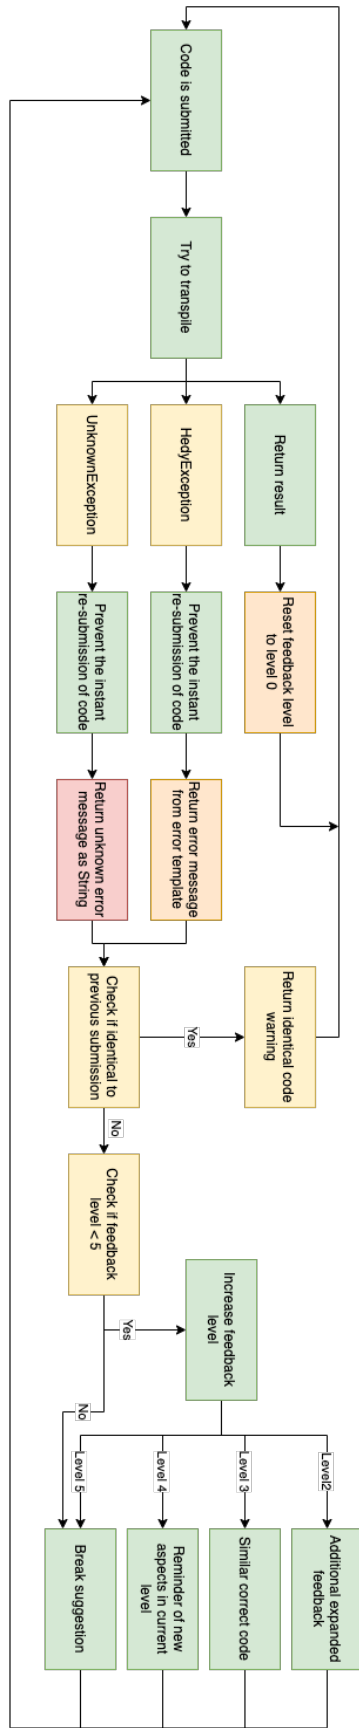 Code is submitted
Try to transpile
Return result
HedyException
UnknownException
Reset feedback level
to level 0
Prevent the instant
re-submission of code
Prevent the instant
re-submission of code
Return error message
from error template
Return unknown error
message as String
Return identical code
warning
Yes
Check if identical to
previous submission
No
Check if feedback
level < 5
Yes
No
Increase feedback
level
Level2
Level 3
Level 4
Level 5
Additional expanded
feedback
Similar correct code
Reminder of new
aspects in current
level
Break suggestion